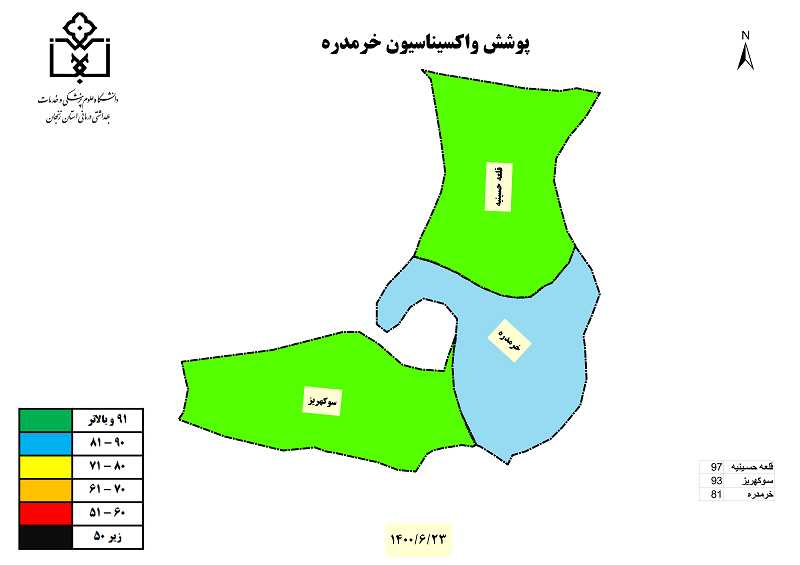 پوشش واکسیناسیون خرمدره
N
دانشگاه علوم پزشکی و خدمات
بهداشتی درمانی استان زنجان
قلعه حسینیه
خرمدره
سوکهریز
۹۱ و بالاتر
۸۱ – ۹۰
۷۱ – ۸۰
۶۱ – ۷۰
۵۱ – ۶۰
زیر ۵۰
قلعه حسینیه 97
سوکهریز 93
خرمدره 81
۱۴۰۰/۶/۲۳